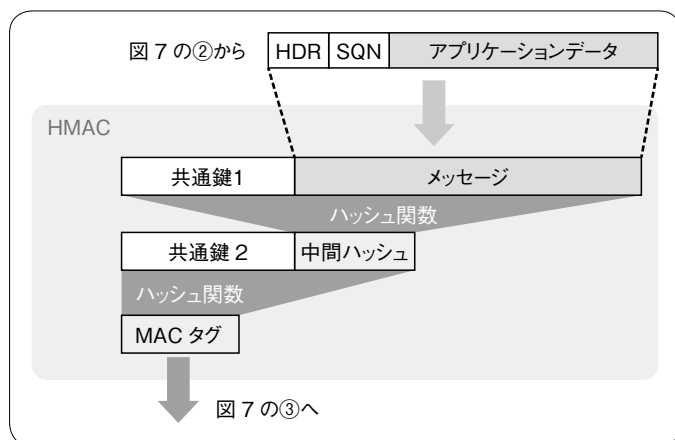 図 7 の②から
HDR SQN アプリケーションデータ
HMAC
共通鍵1 メッセージ
ハッシュ関数
共通鍵 2 中間ハッシュ
ハッシュ関数
MAC タグ
図 7 の③へ